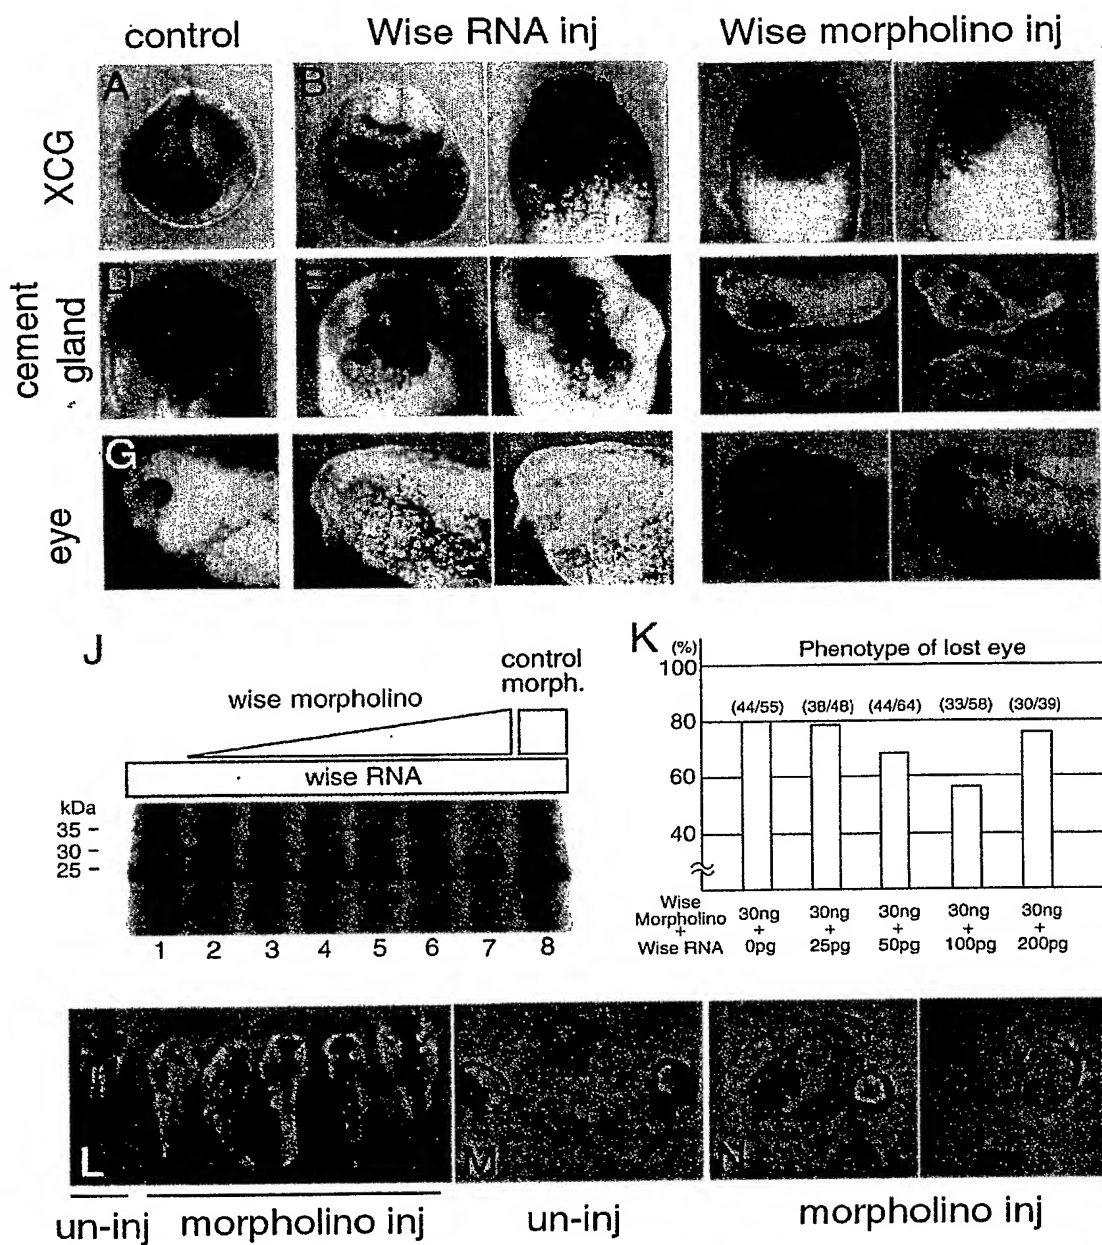 control
Wise RNA inj
Wise morpholino inj
A
B
XCG
D
cement
gland
G
eye
J
wise morpholino
control
morph.
wise RNA
kDa
35 -
30 -
25 -
1 2 3 4 5 6 7 8
K
(%)
Phenotype of lost eye
100
80
60
40
(44/55) (38/48) (44/64) (33/58) (30/39)
Wise
Morpholino
+
Wise RNA
30ng 30ng 30ng 30ng 30ng
+ + + + +
0pg 25pg 50pg 100pg 200pg
L
M
N
un-inj
morpholino inj
un-inj
morpholino inj